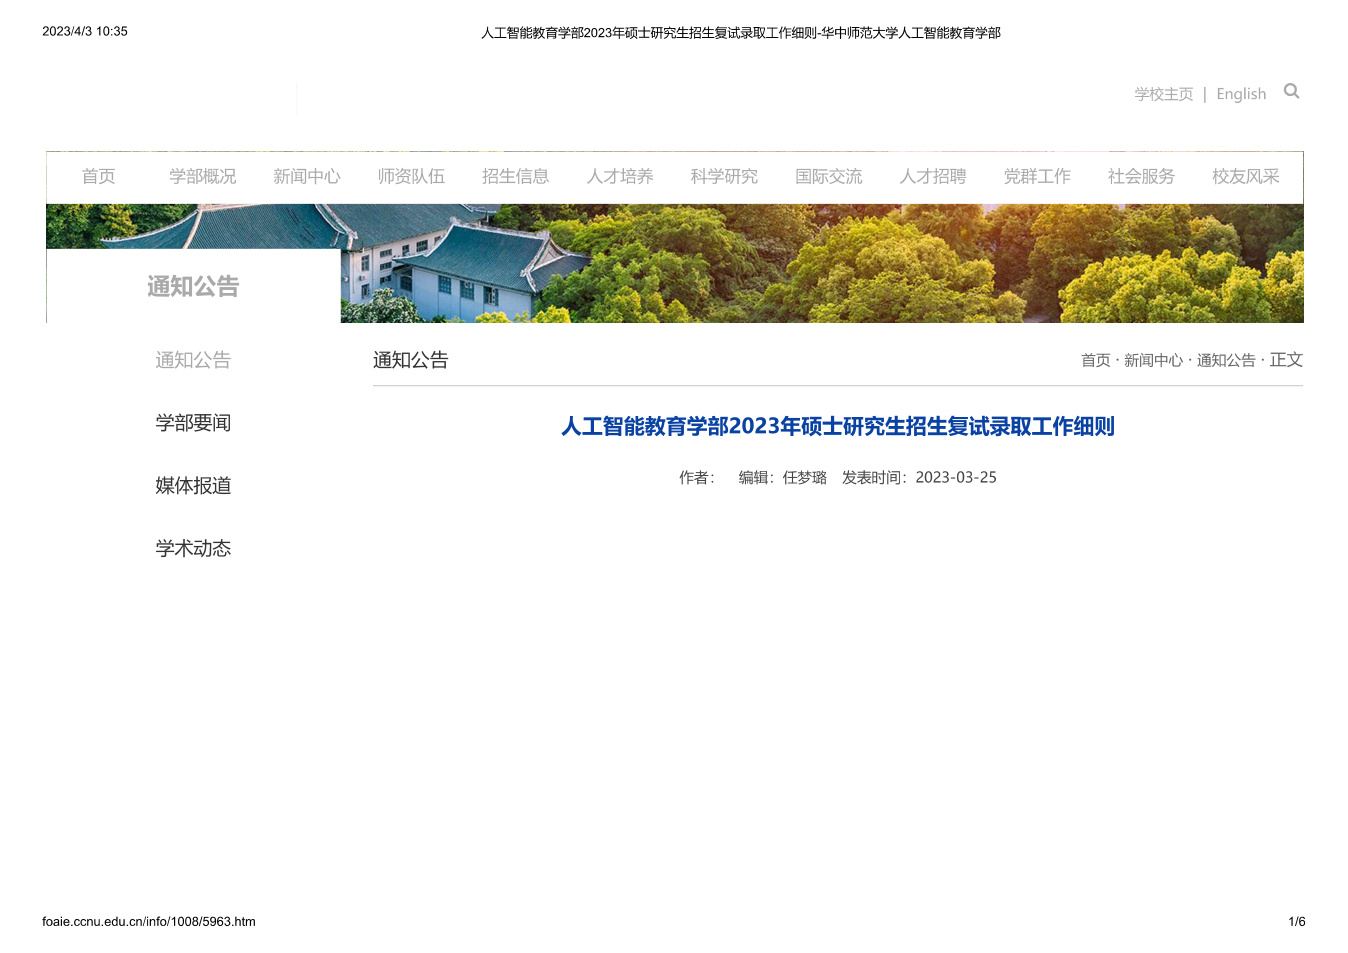 2023/4/3 10:35
人工智能教育学部2023年硕士研究生招生复试录取工作细则-华中师范大学人工智能教育学部
学校主页 | English
首页 学部概况 新闻中心 师资队伍 招生信息 人才培养 科学研究 国际交流 人才招聘 党群工作 社会服务 校友风采
通知公告
通知公告
学部要闻
媒体报道
学术动态
通知公告
首页 · 新闻中心 · 通知公告 · 正文
人工智能教育学部2023年硕士研究生招生复试录取工作细则
作者： 编辑：任梦璐 发表时间：2023-03-25
foaie.ccnu.edu.cn/info/1008/5963.htm
1/6